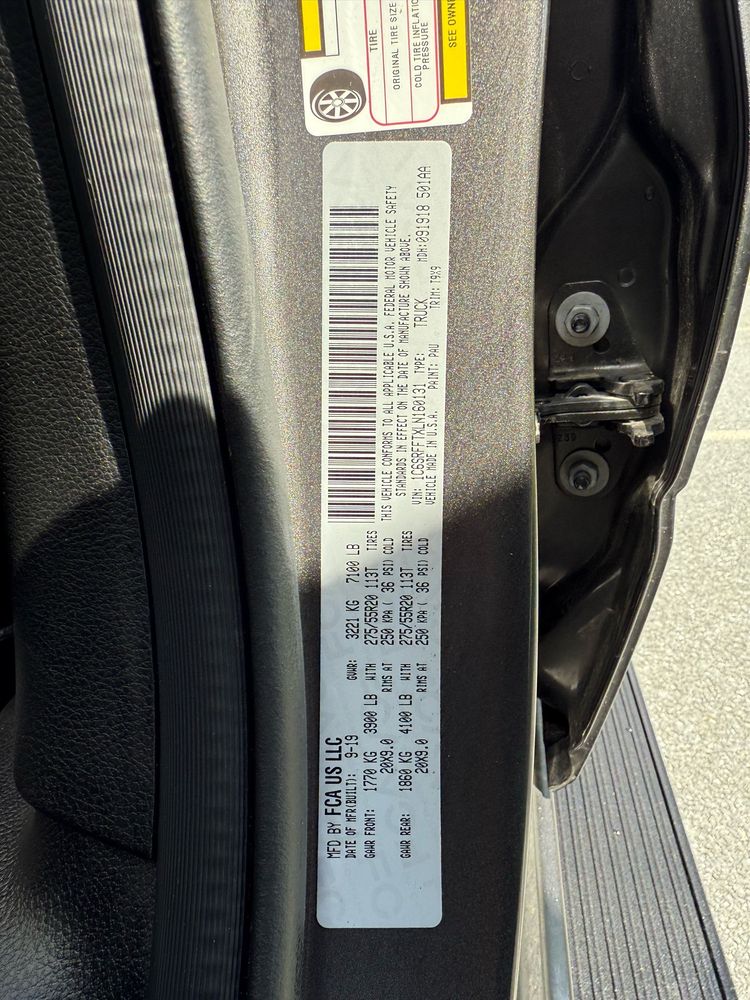 TIRE
ORIGINAL TIRE SIZE
COLD TIRE INFLATIO
PRESSURE
SEE OWNE
MFD BY FCA US LLC
DATE OF MFR(BUILT): 9-19 GVWR: 3221 KG 7100 LB
GAWR FRONT: 1770 KG 3900 LB WITH 275/55R20 113T TIRES
20X9.0 RIMS AT 250 KPA ( 36 PSI) COLD
GAWR REAR: 1860 KG 4100 LB WITH 275/55R20 113T TIRES
20X9.0 RIMS AT 250 KPA ( 36 PSI) COLD
THIS VEHICLE CONFORMS TO ALL APPLICABLE U.S.A. FEDERAL MOTOR VEHICLE SAFETY
STANDARDS IN EFFECT ON THE DATE OF MANUFACTURE SHOWN ABOVE.
VIN: 1C6SRFFTXLN160131 TYPE: TRUCK MDH:091918 501AA
VEHICLE MADE IN U.S.A. PAINT: PAU TRIM: T9X9